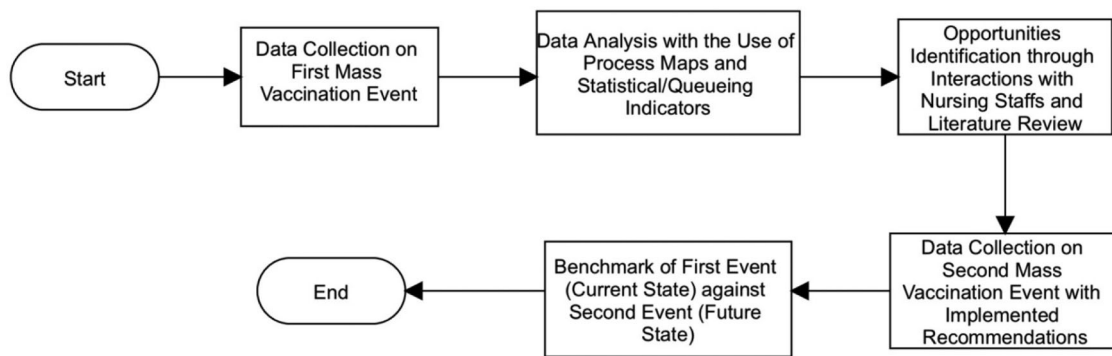 Start
Data Collection on
First Mass
Vaccination Event
Data Analysis with the Use of
Process Maps and
Statistical/Queueing
Indicators
Opportunities
Identification through
Interactions with
Nursing Staffs and
Literature Review
Data Collection on
Second Mass
Vaccination Event with
Implemented
Recommendations
Benchmark of First Event
(Current State) against
Second Event (Future
State)
End